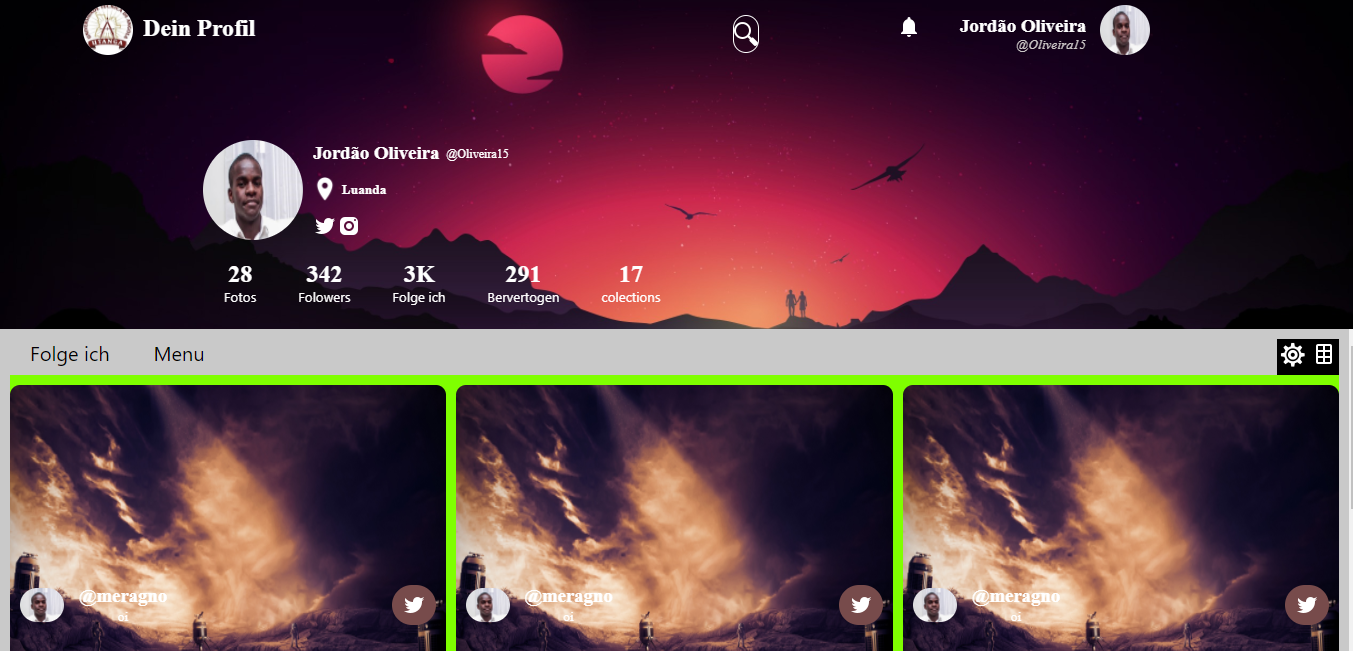 UTANGA
Dein Profil
Jordão Oliveira
@Oliveira15
Jordão Oliveira @Oliveira15
Luanda
28 342 3K 291 17
Fotos Folowers Folge ich Bervertogen colections
Folge ich Menu
@meragno @meragno @meragno
oi oi oi